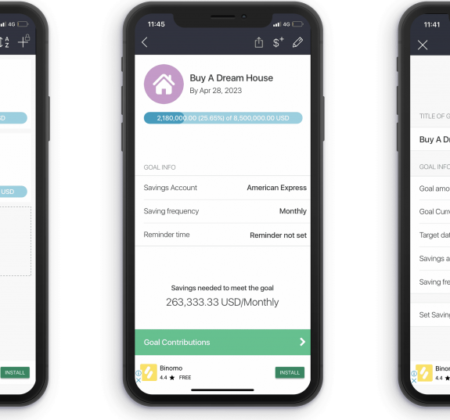 4G
A
Z
D
USD
INSTALL
11:45
4G
$+
Buy A Dream House
By Apr 28, 2023
2,180,000.00 (25.65%) of 8,500,000.00 USD
GOAL INFO
Savings Account American Express
Saving frequency Monthly
Reminder time Reminder not set
Savings needed to meet the goal
263,333.33 USD/Monthly
Goal Contributions
Binomo
4.4 ★ FREE
INSTALL
11:41
TITLE OF G
Buy A D
GOAL INFO
Goal amo
Goal Curr
Target dat
Savings a
Saving fre
Set Saving
Binomo
4.4 ★